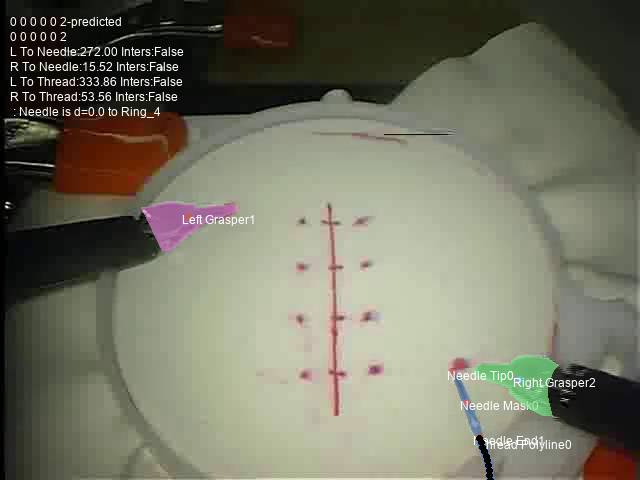 0 0 0 0 0 2-predicted
0 0 0 0 0 2
L To Needle:272.00 Inters:False
R To Needle:15.52 Inters:False
L To Thread:333.86 Inters:False
R To Thread:53.56 Inters:False
: Needle is d=0.0 to Ring_4
Left Grasper1
Needle Tip0
Right Grasper2
Needle Mask0
Needle End1
Thread Polyline0